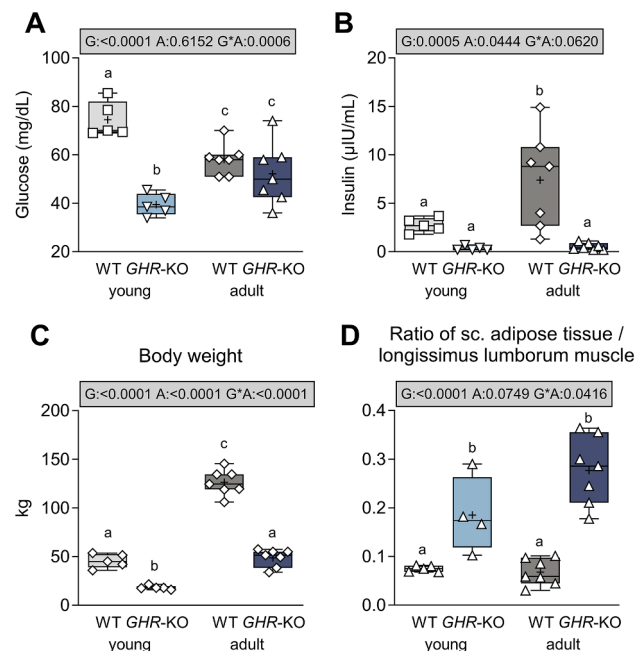 A
G:<0.0001 A:0.6152 G*A:0.0006
Glucose (mg/dL)
100
80
60
40
20
a
b
c
c
WT GHR-KO WT GHR-KO
young adult
B
G:0.0005 A:0.0444 G*A:0.0620
Insulin (µIU/mL)
20
15
10
5
0
a
a
b
a
WT GHR-KO WT GHR-KO
young adult
C
Body weight
G:<0.0001 A:<0.0001 G*A:<0.0001
kg
200
150
100
50
0
a
b
c
a
WT GHR-KO WT GHR-KO
young adult
D
Ratio of sc. adipose tissue /
longissimus lumborum muscle
G:<0.0001 A:0.0749 G*A:0.0416
0.4
0.3
0.2
0.1
0.0
a
b
a
b
WT GHR-KO WT GHR-KO
young adult